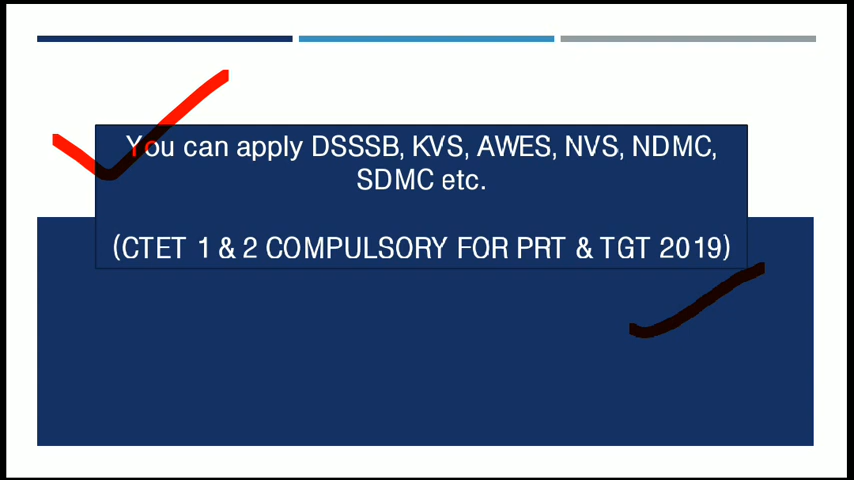 You can apply DSSSB, KVS, AWES, NVS, NDMC,
SDMC etc.
(CTET 1 & 2 COMPULSORY FOR PRT & TGT 2019)